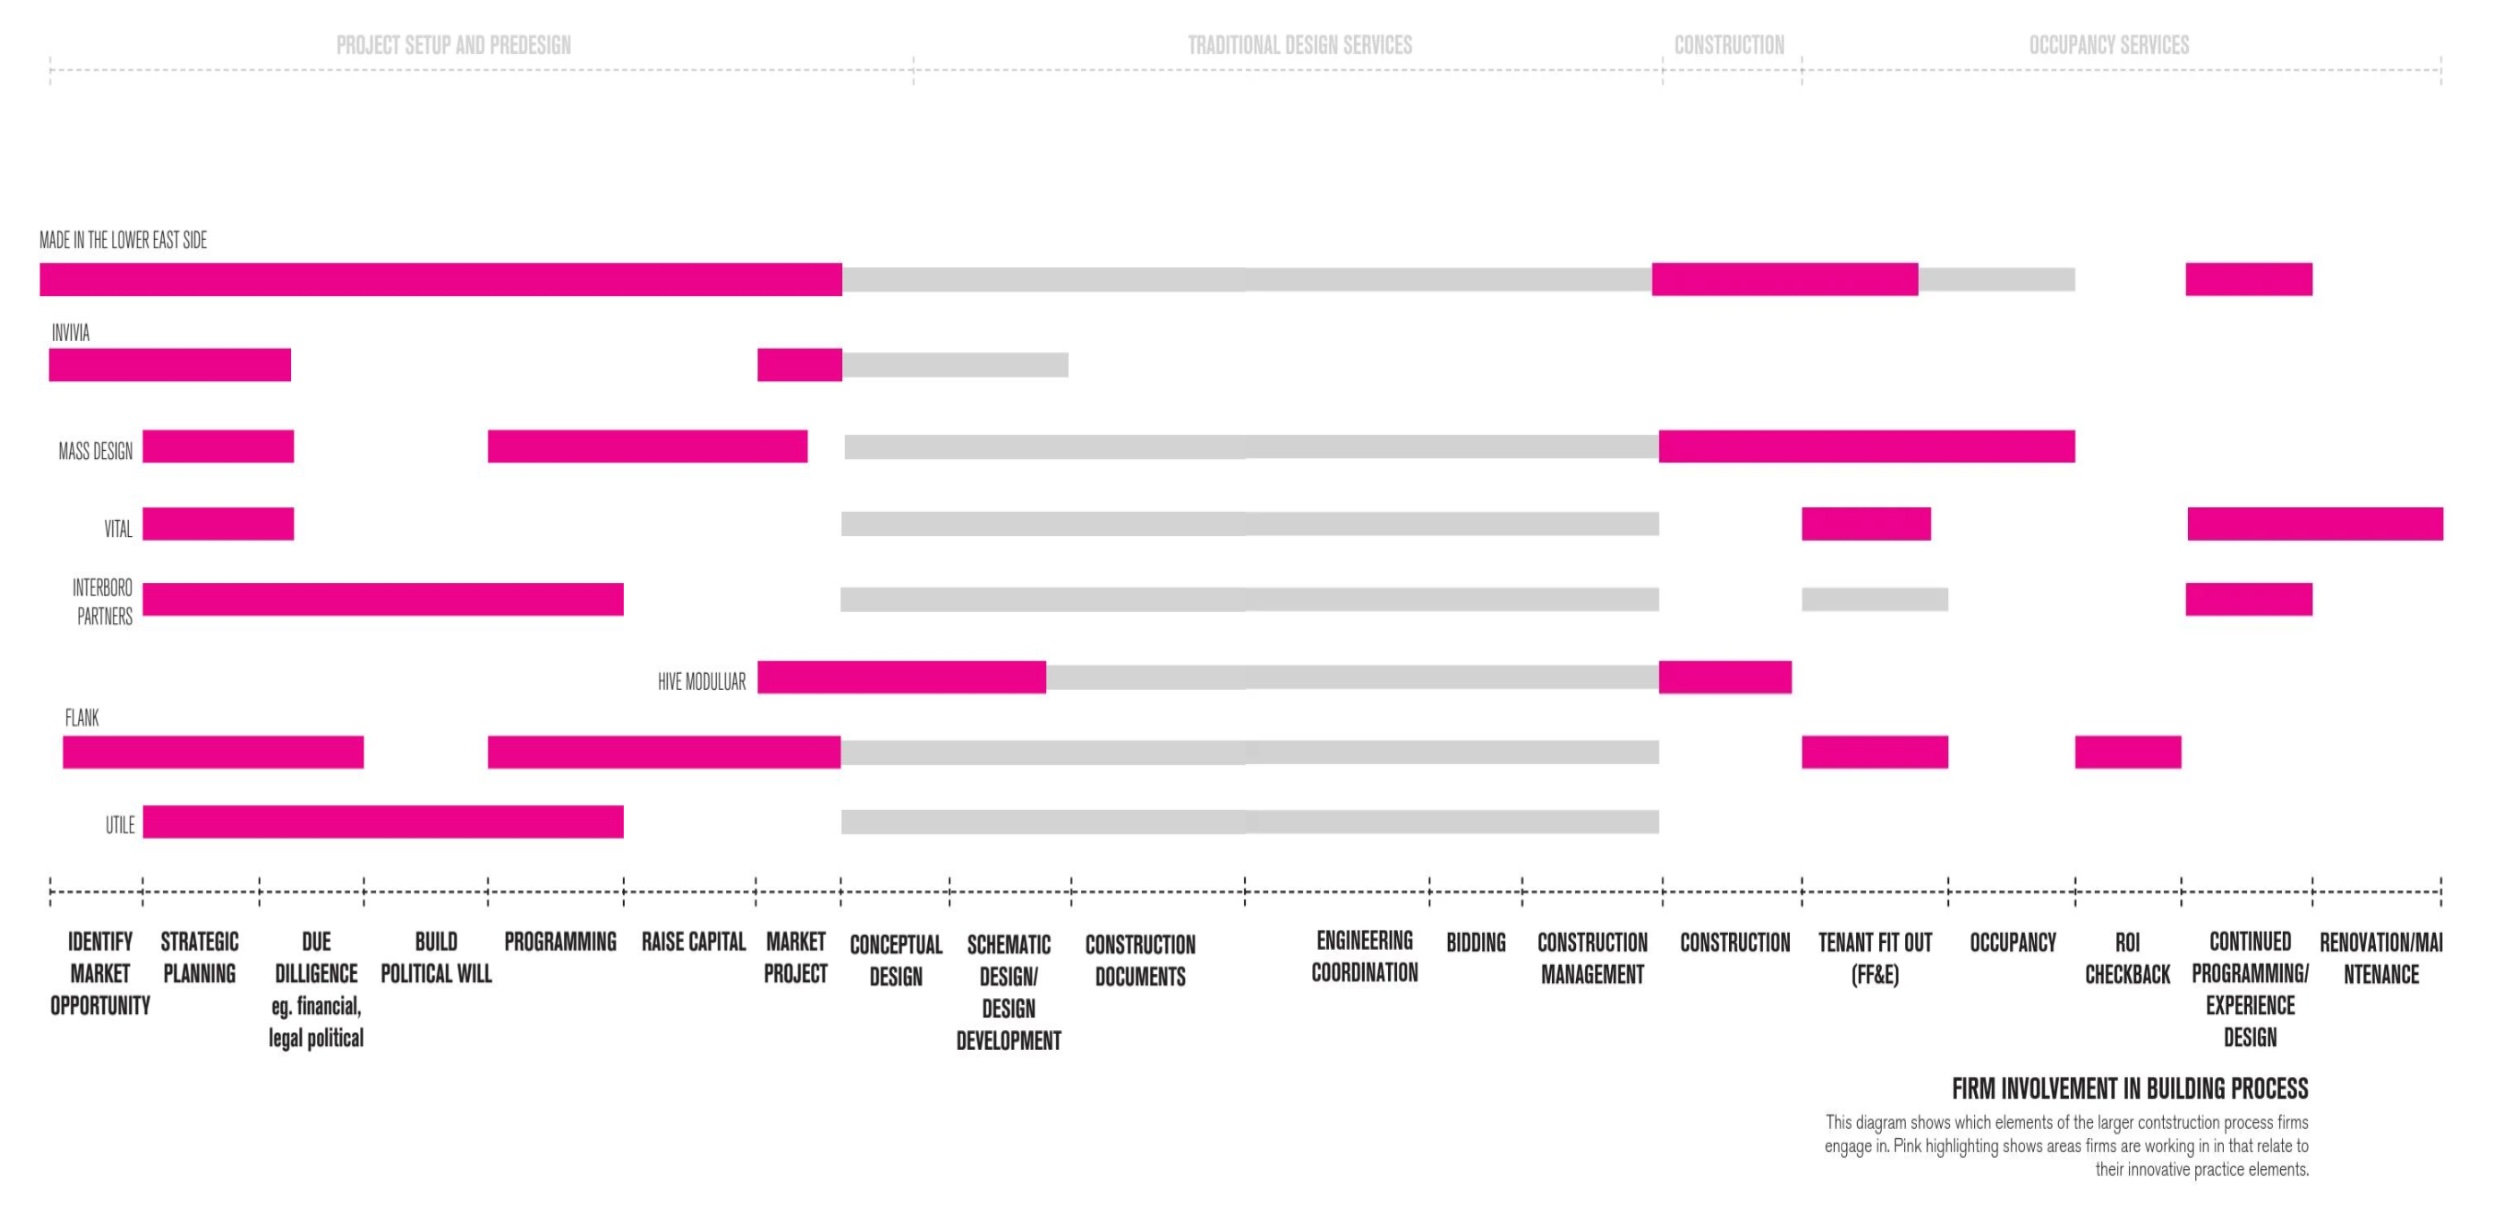 PROJECT SETUP AND PREDESIGN
TRADITIONAL DESIGN SERVICES
CONSTRUCTION
OCCUPANCY SERVICES
MADE IN THE LOWER EAST SIDE
INVIVIA
MASS DESIGN
VITAL
INTERBORO
PARTNERS
HIVE MODULUAR
FLANK
UTILE
IDENTIFY
MARKET
OPPORTUNITY
STRATEGIC
PLANNING
DUE
DILLIGENCE
eg. financial,
legal political
BUILD
POLITICAL WILL
PROGRAMMING
RAISE CAPITAL
MARKET
PROJECT
CONCEPTUAL
DESIGN
SCHEMATIC
DESIGN/
DESIGN
DEVELOPMENT
CONSTRUCTION
DOCUMENTS
ENGINEERING
COORDINATION
BIDDING
CONSTRUCTION
MANAGEMENT
CONSTRUCTION
TENANT FIT OUT
(FF&E)
OCCUPANCY
ROI
CHECKBACK
CONTINUED
PROGRAMMING/
EXPERIENCE
DESIGN
RENOVATION/MAI
NTENANCE
FIRM INVOLVEMENT IN BUILDING PROCESS
This diagram shows which elements of the larger contstruction process firms
engage in. Pink highlighting shows areas firms are working in in that relate to
their innovative practice elements.